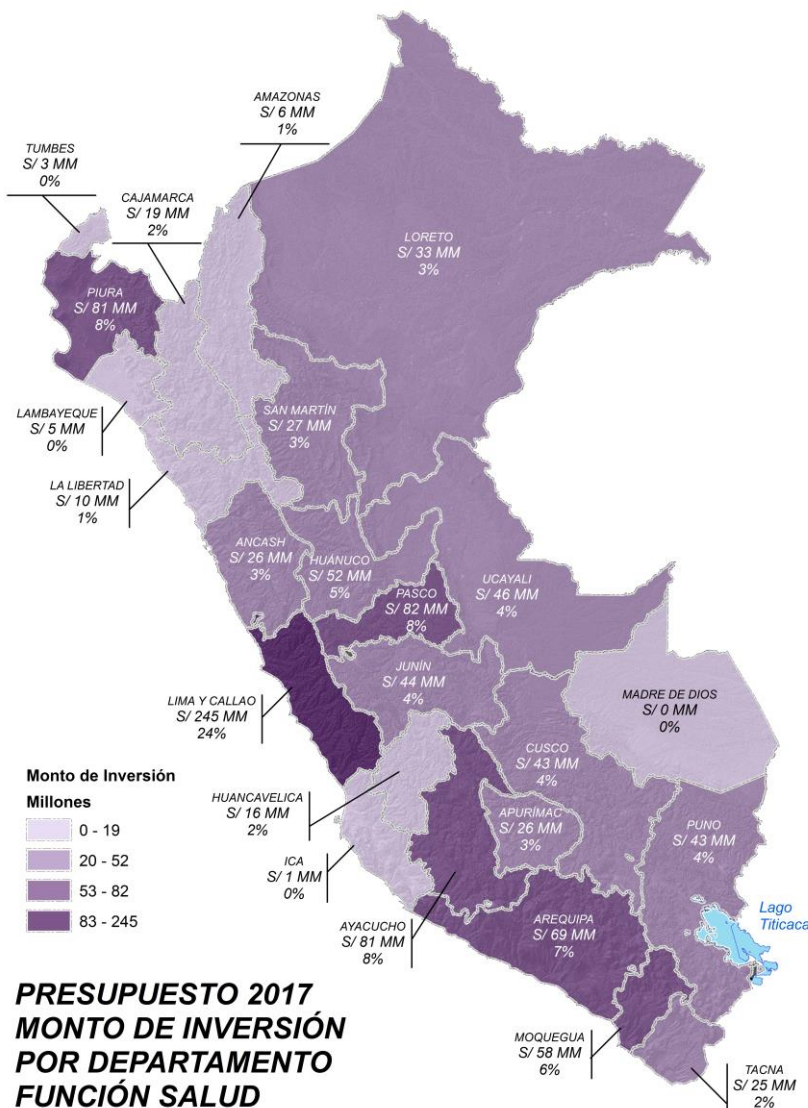 AMAZONAS
S/ 6 MM
1%
TUMBES
S/ 3 MM
0%
CAJAMARCA
S/ 19 MM
2%
LORETO
S/ 33 MM
3%
PIURA
S/ 81 MM
8%
LAMBAYEQUE
S/ 5 MM
0%
SAN MARTÍN
S/ 27 MM
3%
LA LIBERTAD
S/ 10 MM
1%
ANCASH
S/ 26 MM
3%
HUÁNUCO
S/ 52 MM
5%
UCAYALI
S/ 46 MM
4%
PASCO
S/ 82 MM
8%
JUNÍN
S/ 44 MM
4%
LIMA Y CALLAO
S/ 245 MM
24%
MADRE DE DIOS
S/ 0 MM
0%
CUSCO
S/ 43 MM
4%
HUANCAVELICA
S/ 16 MM
2%
APURÍMAC
S/ 26 MM
3%
PUNO
S/ 43 MM
4%
ICA
S/ 1 MM
0%
AYACUCHO
S/ 81 MM
8%
AREQUIPA
S/ 69 MM
7%
Lago
Titicaca
MOQUEGUA
S/ 58 MM
6%
TACNA
S/ 25 MM
2%
Monto de Inversión
Millones
0 - 19
20 - 52
53 - 82
83 - 245
PRESUPUESTO 2017
MONTO DE INVERSIÓN
POR DEPARTAMENTO
FUNCIÓN SALUD